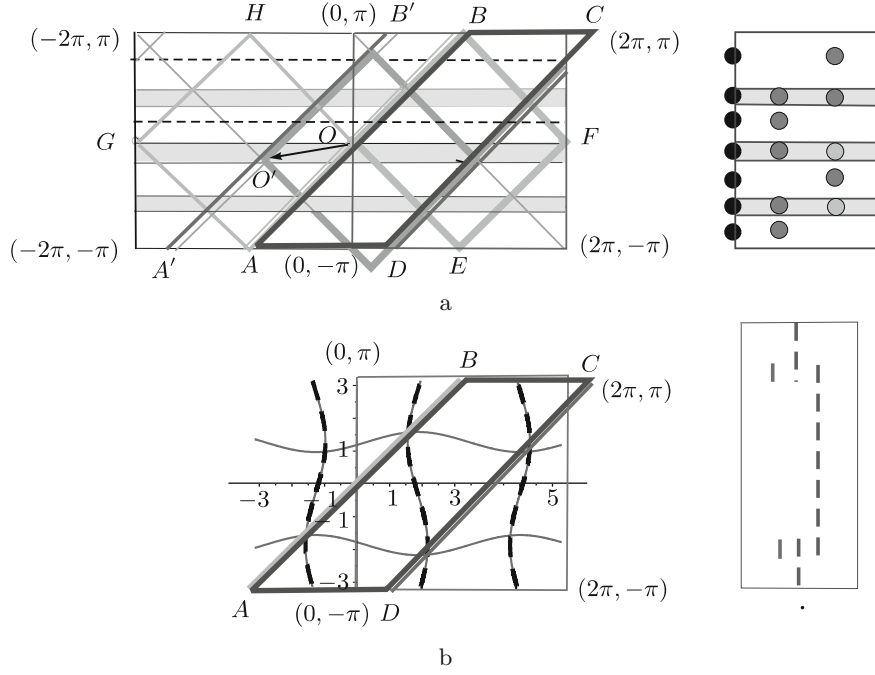 H (0, π) B′ B C
(−2π, π) (2π, π)
G O F
O′
(−2π, −π) (2π, −π)
A′ A (0, −π) D E
a
(0, π) B C
3 (2π, π)
1
−3 −1 1 3 5
−1
−3
A (0, −π) D (2π, −π)
b